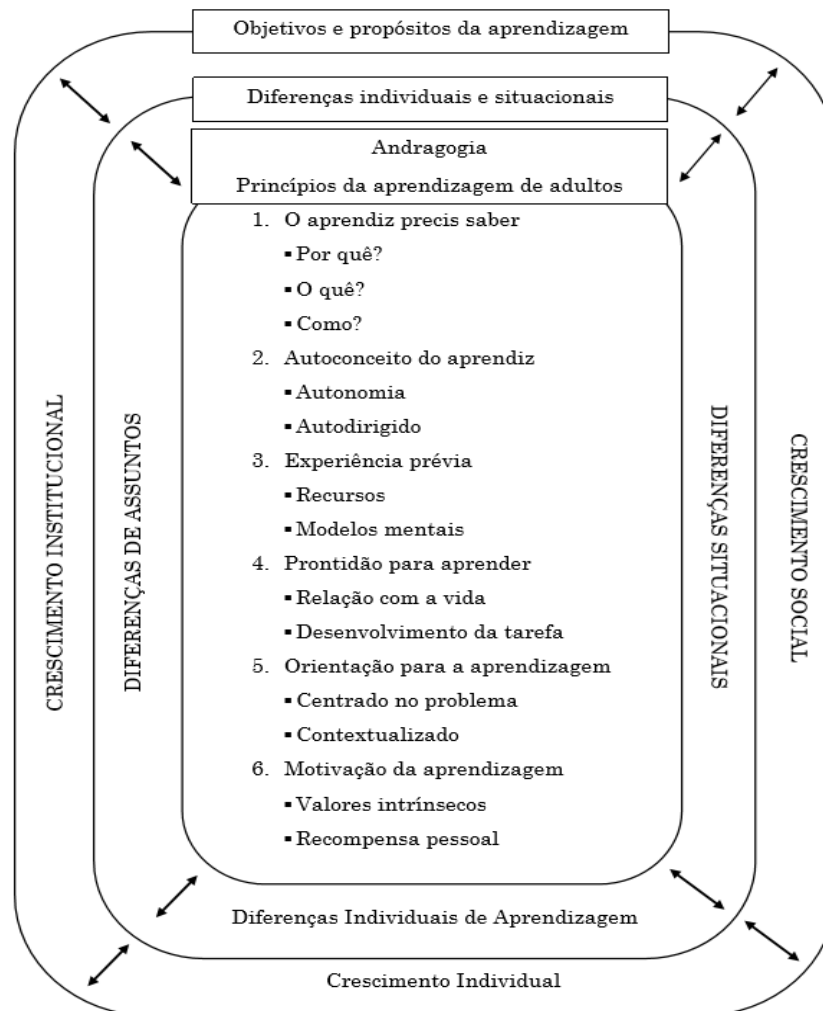 Objetivos e propósitos da aprendizagem
Diferenças individuais e situacionais
Andragogia
Princípios da aprendizagem de adultos
1. O aprendiz precis saber
▪ Por quê?
▪ O quê?
▪ Como?
2. Autoconceito do aprendiz
▪ Autonomia
▪ Autodirigido
3. Experiência prévia
▪ Recursos
▪ Modelos mentais
4. Prontidão para aprender
▪ Relação com a vida
▪ Desenvolvimento da tarefa
5. Orientação para a aprendizagem
▪ Centrado no problema
▪ Contextualizado
6. Motivação da aprendizagem
▪ Valores intrínsecos
▪ Recompensa pessoal
CRESCIMENTO INSTITUCIONAL
DIFERENÇAS DE ASSUNTOS
DIFERENÇAS SITUACIONAIS
CRESCIMENTO SOCIAL
Diferenças Individuais de Aprendizagem
Crescimento Individual